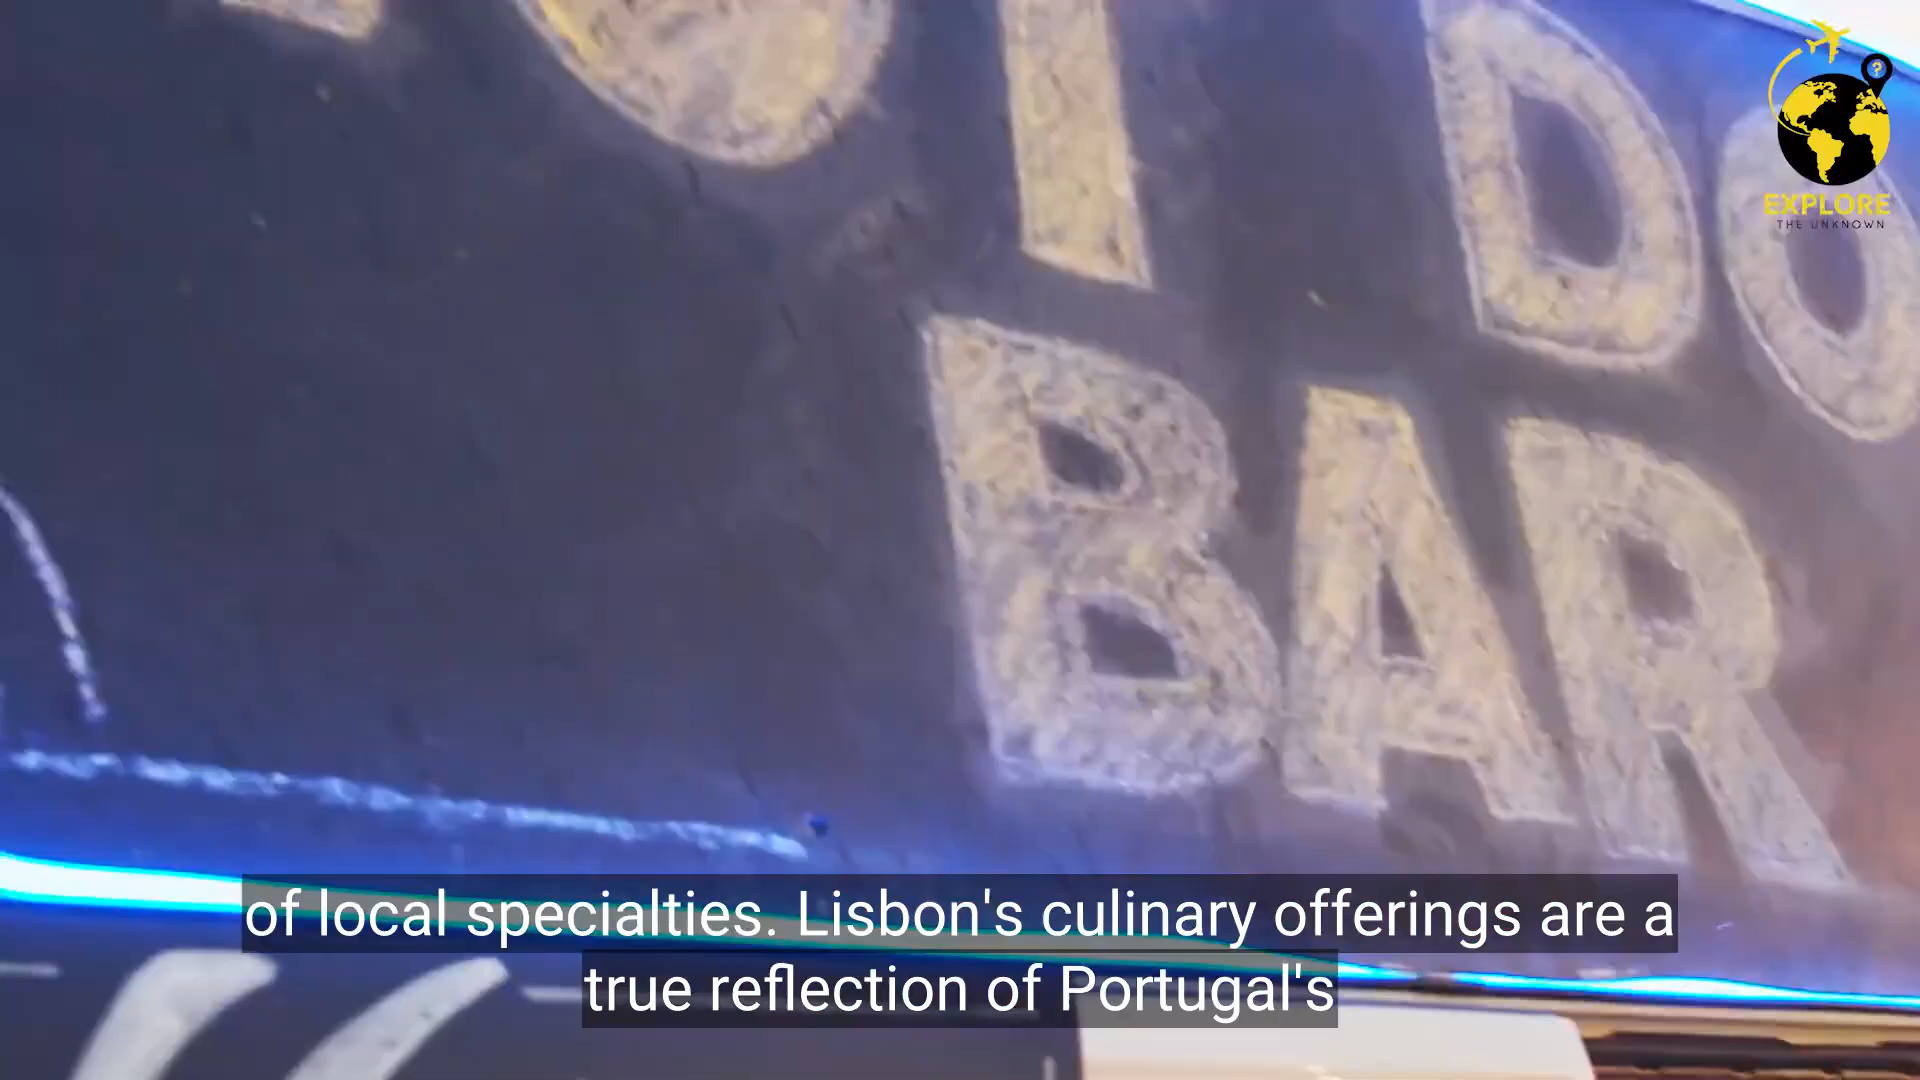 DO
BAR
EXPLORE
THE UNKNOWN
of local specialties. Lisbon's culinary offerings are a
true reflection of Portugal's